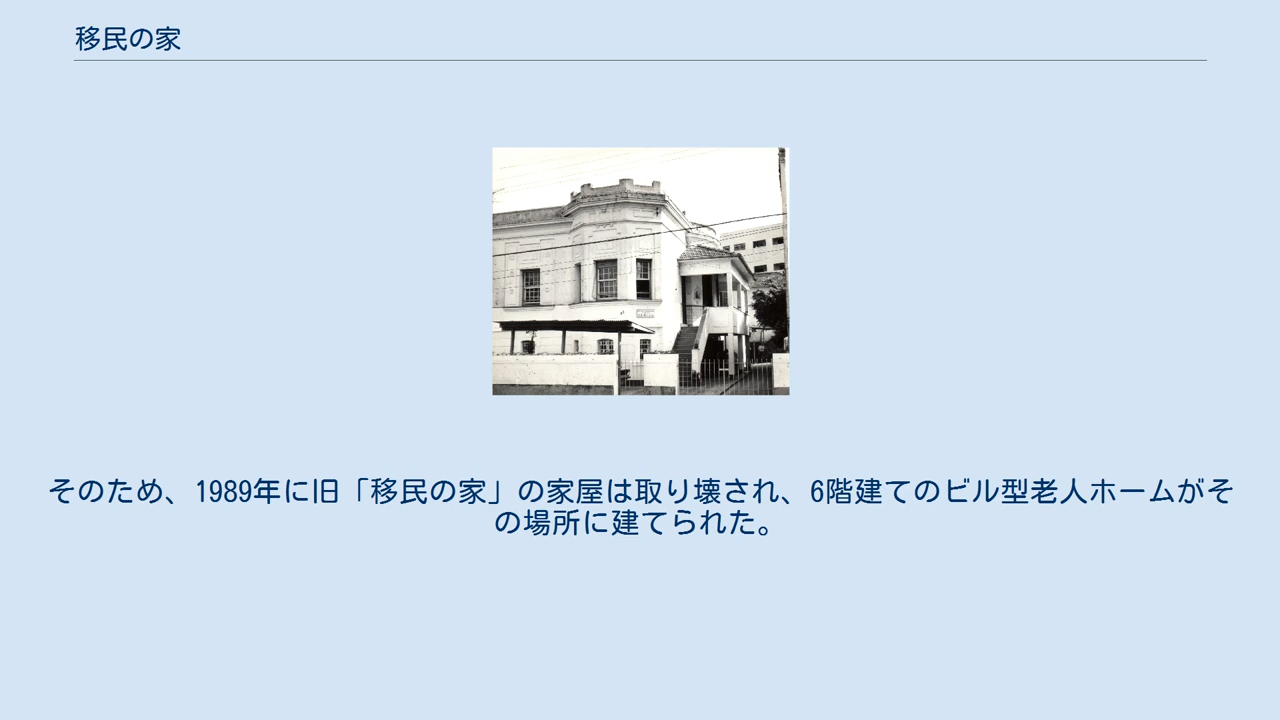 移民の家
そのため、1989年に旧「移民の家」の家屋は取り壊され、6階建てのビル型老人ホームがそ
の場所に建てられた。